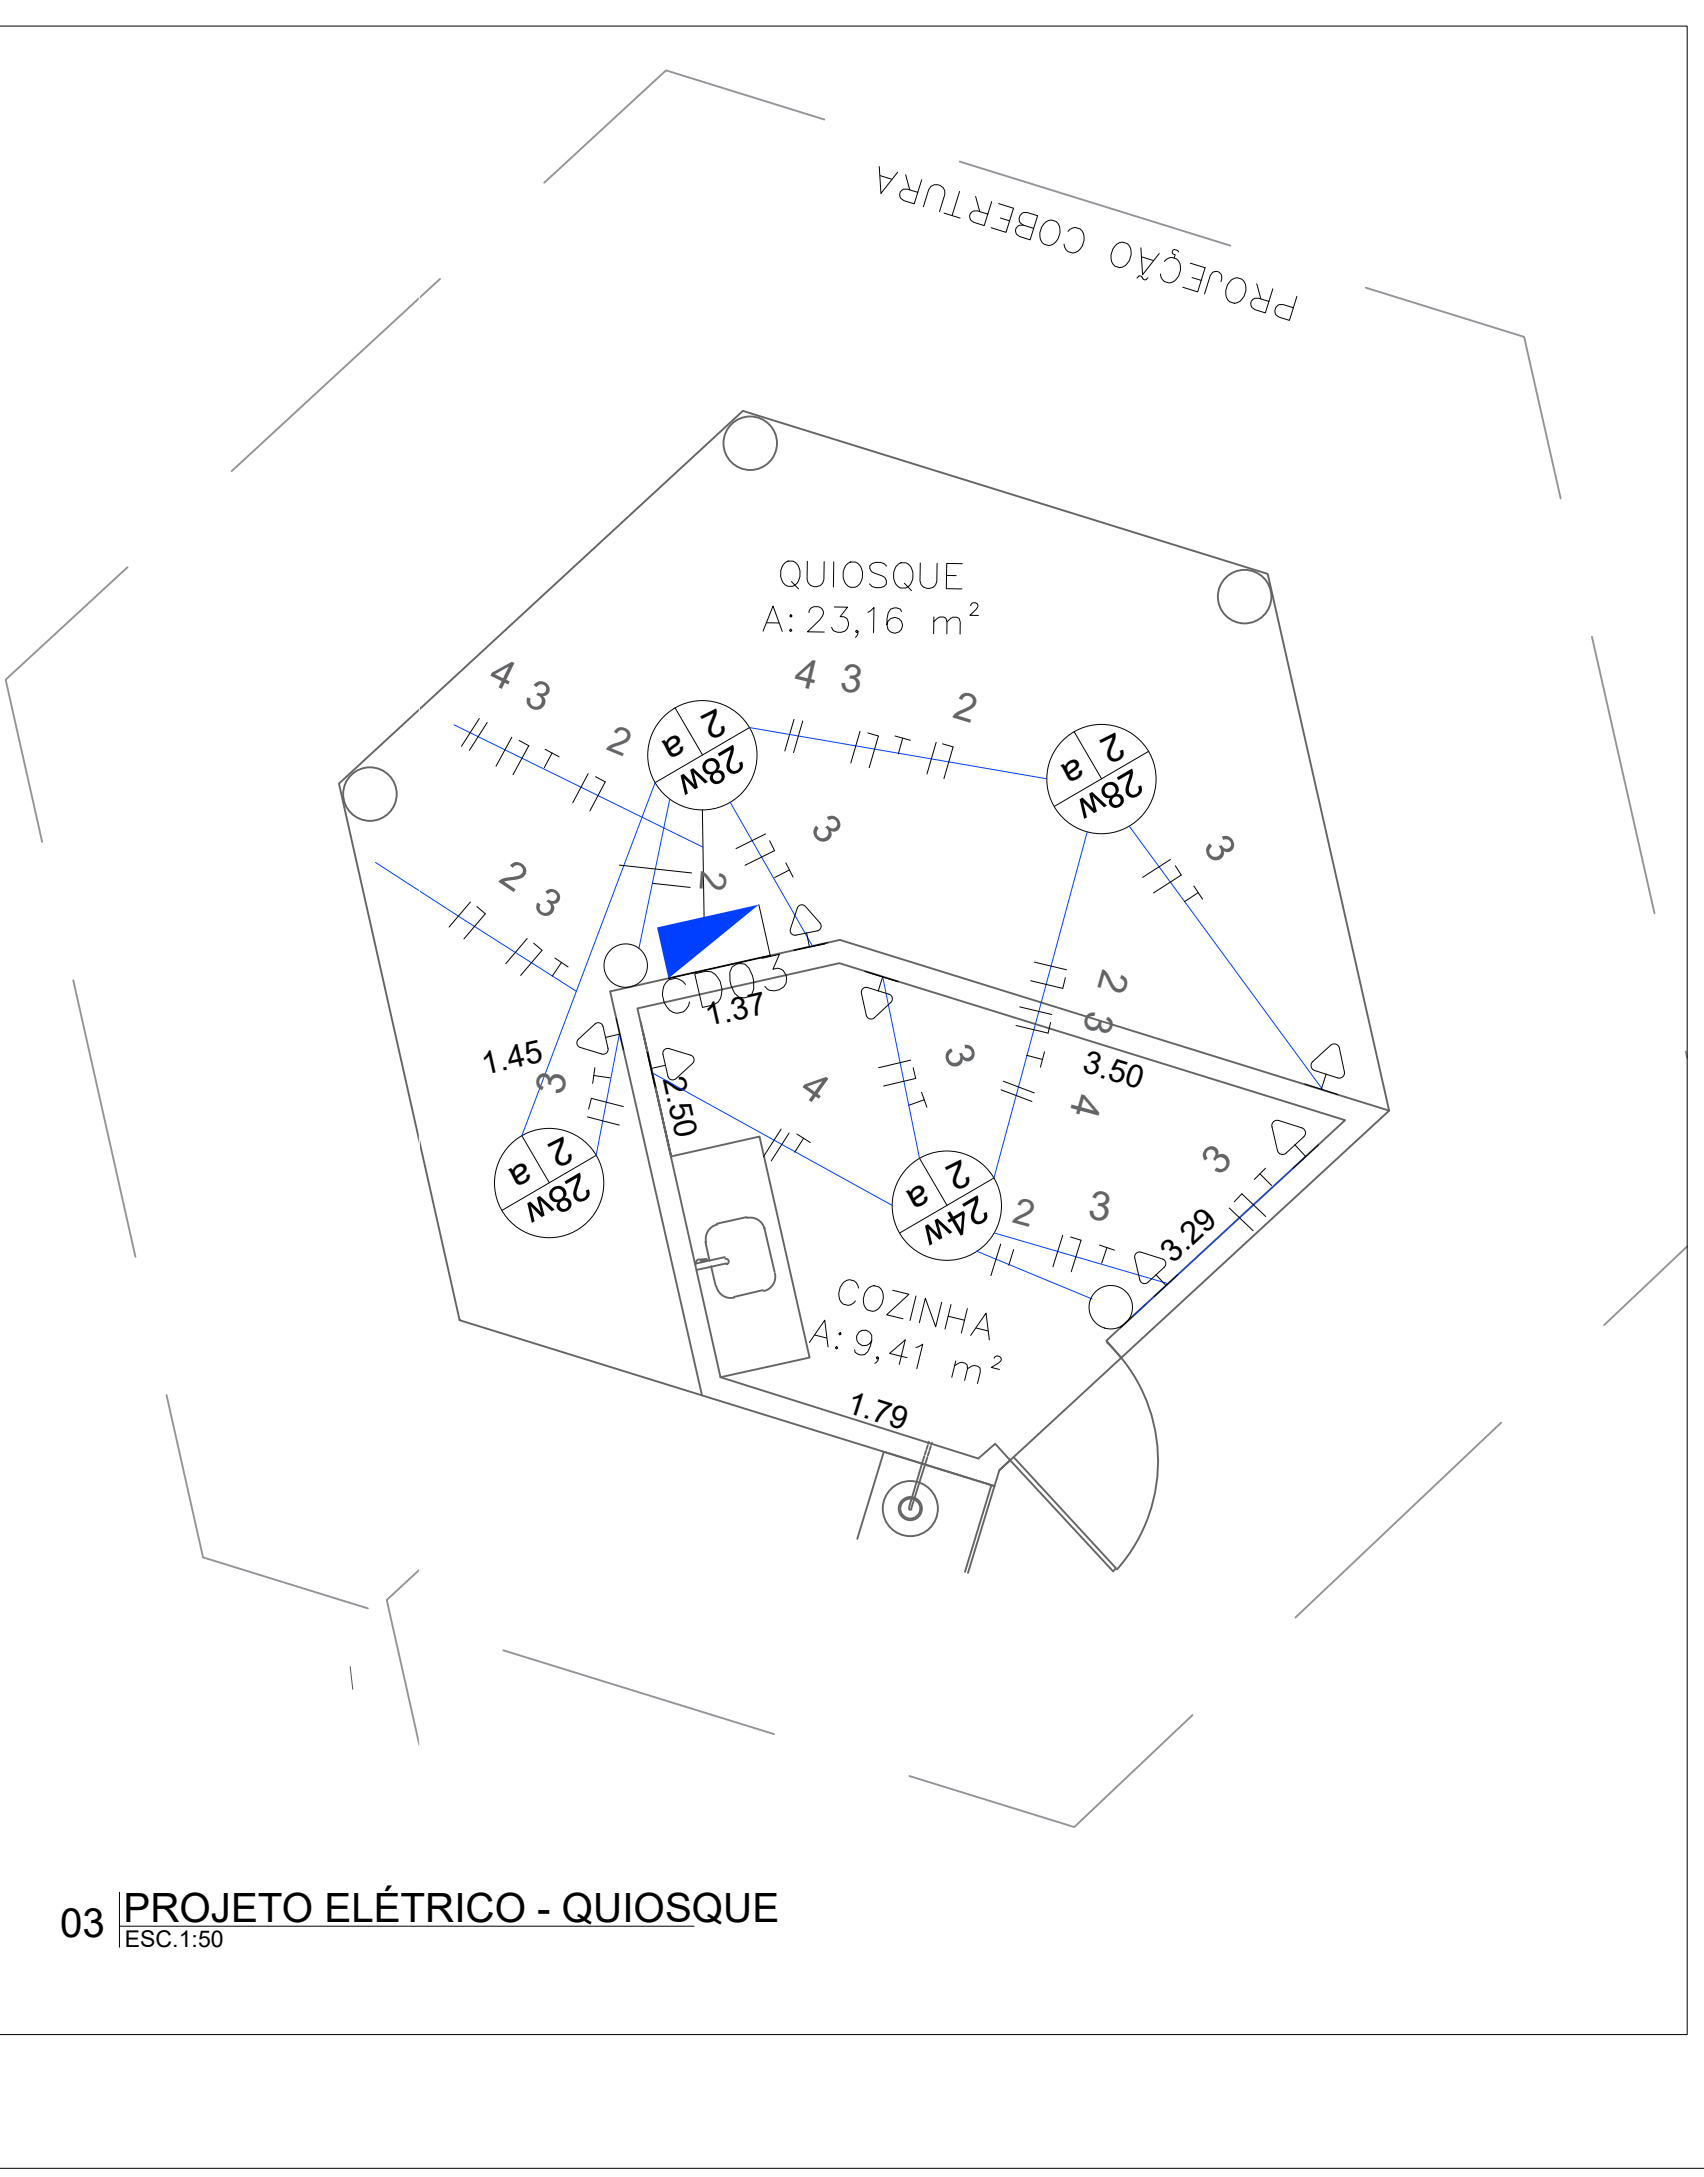 PROJEÇÃO COBERTURA
QUIOSQUE
A: 23,16 m²
4 3
2
4 3
2
2
a
28w
2
a
28w
3
3
2
2 3
CD03
1.37
2
3
4
3.50
1.45
3
2.50
4
3
3
2
a
28w
2
a
24w
2
3
3.29
COZINHA
A: 9,41 m²
1.79
03
PROJETO ELÉTRICO - QUIOSQUE
ESC.1:50